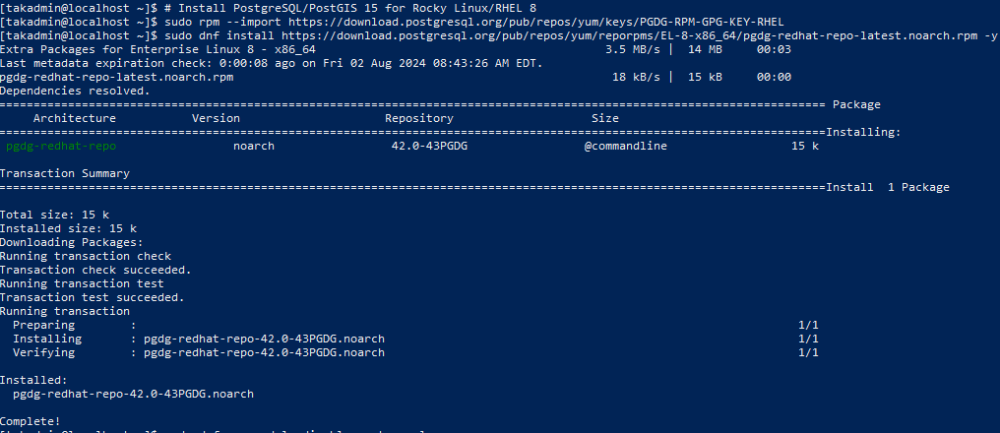 [takadmin@localhost ~]$ # Install PostgreSQL/PostGIS 15 for Rocky Linux/RHEL 8
[takadmin@localhost ~]$ sudo rpm --import https://download.postgresql.org/pub/repos/yum/keys/PGDG-RPM-GPG-KEY-RHEL
[takadmin@localhost ~]$ sudo dnf install https://download.postgresql.org/pub/repos/yum/reporpms/EL-8-x86_64/pgdg-redhat-repo-latest.noarch.rpm -y
Extra Packages for Enterprise Linux 8 - x86_64 3.5 MB/s | 14 MB 00:03
Last metadata expiration check: 0:00:08 ago on Fri 02 Aug 2024 08:43:26 AM EDT.
pgdg-redhat-repo-latest.noarch.rpm 18 kB/s | 15 kB 00:00
Dependencies resolved.
======================================================================================================================== Package
Architecture Version Repository Size
========================================================================================================================Installing:
pgdg-redhat-repo noarch 42.0-43PGDG @commandline 15 k
Transaction Summary
========================================================================================================================Install 1 Package
Total size: 15 k
Installed size: 15 k
Downloading Packages:
Running transaction check
Transaction check succeeded.
Running transaction test
Transaction test succeeded.
Running transaction
Preparing : 1/1
Installing : pgdg-redhat-repo-42.0-43PGDG.noarch 1/1
Verifying : pgdg-redhat-repo-42.0-43PGDG.noarch 1/1
Installed:
pgdg-redhat-repo-42.0-43PGDG.noarch
Complete!